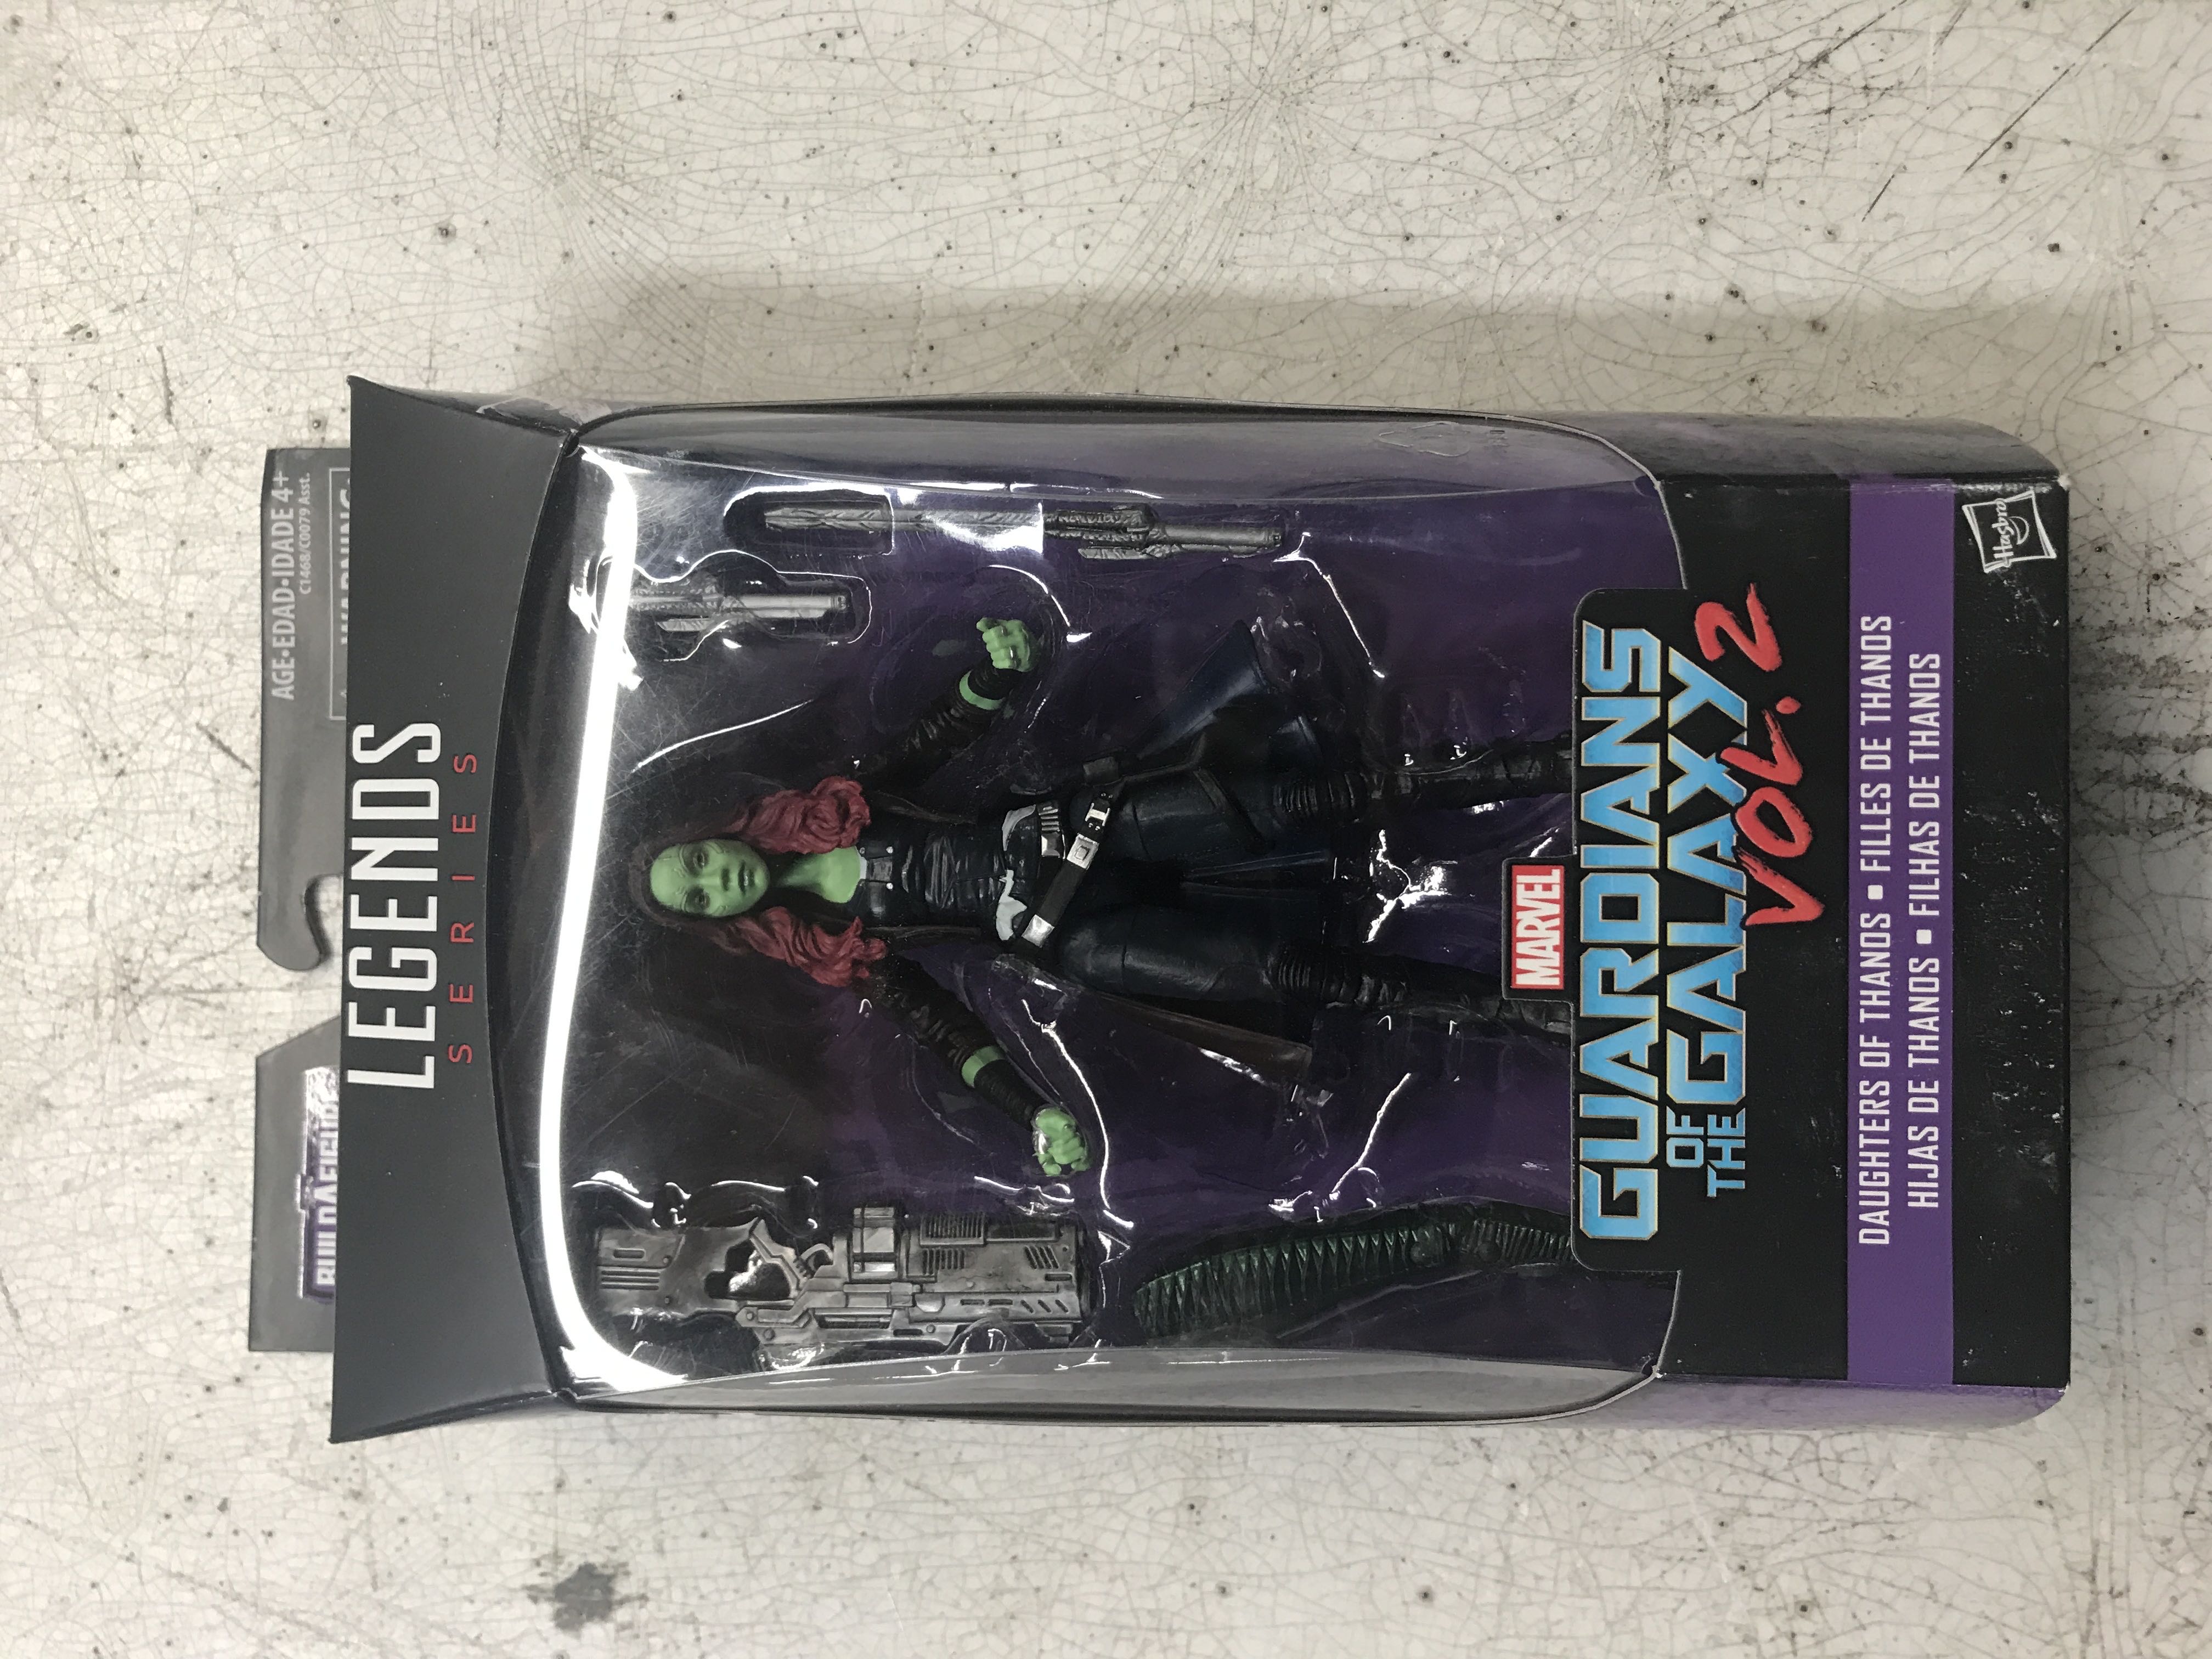 AGE•EDAD•IDADE 4+
C1468/C0079 Asst.
LEGENDS
SERIES
MARVEL
GUARDIANS
OF
THE
GALAXY
VOL. 2
DAUGHTERS OF THANOS ▪ FILLES DE THANOS
HIJAS DE THANOS ▪ FILHAS DE THANOS
Hasbro